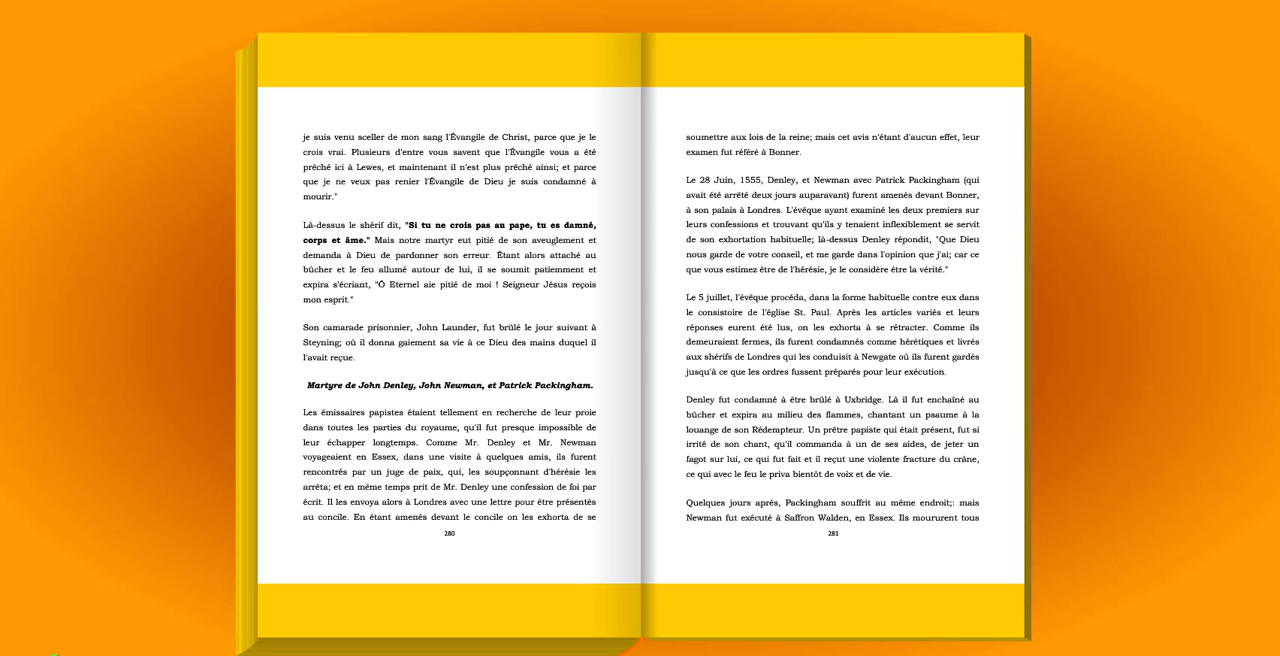 je suis venu sceller de mon sang l'Évangile de Christ, parce que je le
crois vrai. Plusieurs d'entre vous savent que l'Évangile vous a été
prêché ici à Lewes, et maintenant il n'est plus prêché ainsi; et parce
que je ne veux pas renier l'Évangile de Dieu je suis condamné à
mourir."
Là-dessus le shérif dit, "Si tu ne crois pas au pape, tu es damné,
corps et âme." Mais notre martyr eut pitié de son aveuglement et
demanda à Dieu de pardonner son erreur. Étant alors attaché au
bûcher et le feu allumé autour de lui, il se soumit patiemment et
expira s'écriant, "Ô Eternel aie pitié de moi ! Seigneur Jésus reçois
mon esprit."
Son camarade prisonnier, John Launder, fut brûlé le jour suivant à
Steyning; où il donna gaiement sa vie à ce Dieu des mains duquel il
l'avait reçue.
Martyre de John Denley, John Newman, et Patrick Packingham.
Les émissaires papistes étaient tellement en recherche de leur proie
dans toutes les parties du royaume, qu'il fut presque impossible de
leur échapper longtemps. Comme Mr. Denley et Mr. Newman
voyageaient en Essex, dans une visite à quelques amis, ils furent
rencontrés par un juge de paix, qui, les soupçonnant d'hérésie les
arrêta; et en même temps prit de Mr. Denley une confession de foi par
écrit. Il les envoya alors à Londres avec une lettre pour être présentés
au concile. En étant amenés devant le concile on les exhorta de se
280
soumettre aux lois de la reine; mais cet avis n'étant d'aucun effet, leur
examen fut référé à Bonner.
Le 28 Juin, 1555, Denley, et Newman avec Patrick Packingham (qui
avait été arrêté deux jours auparavant) furent amenés devant Bonner,
à son palais à Londres. L'évêque ayant examiné les deux premiers sur
leurs confessions et trouvant qu'ils y tenaient inflexiblement se servit
de son exhortation habituelle; là-dessus Denley répondit, "Que Dieu
nous garde de votre conseil, et me garde dans l'opinion que j'ai; car ce
que vous estimez être de l'hérésie, je le considère être la vérité."
Le 5 juillet, l'évêque procéda, dans la forme habituelle contre eux dans
le consistoire de l'église St. Paul. Après les articles variés et leurs
réponses eurent été lus, on les exhorta à se rétracter. Comme ils
demeuraient fermes, ils furent condamnés comme hérétiques et livrés
aux shérifs de Londres qui les conduisit à Newgate où ils furent gardés
jusqu'à ce que les ordres fussent préparés pour leur exécution.
Denley fut condamné à être brûlé à Uxbridge. Là il fut enchaîné au
bûcher et expira au milieu des flammes, chantant un psaume à la
louange de son Rédempteur. Un prêtre papiste qui était présent, fut si
irrité de son chant, qu'il commanda à un de ses aides, de jeter un
fagot sur lui, ce qui fut fait et il reçut une violente fracture du crâne,
ce qui avec le feu le priva bientôt de voix et de vie.
Quelques jours après, Packingham souffrit au même endroit;: mais
Newman fut exécuté à Saffron Walden, en Essex. Ils moururent tous
281